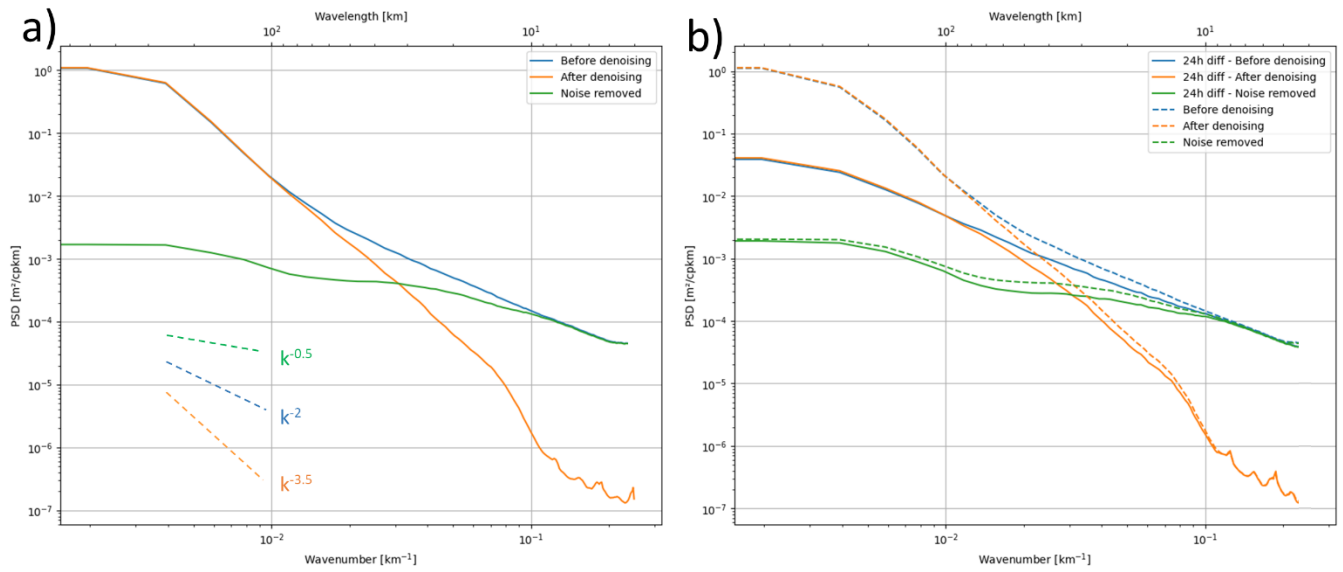 a)
Wavelength [km]
10²
10¹
Before denoising
After denoising
Noise removed
PSD [m²/cpkm]
10⁰
10⁻¹
10⁻²
10⁻³
10⁻⁴
10⁻⁵
10⁻⁶
10⁻⁷
k⁻⁰·⁵
k⁻²
k⁻³·⁵
10⁻²
10⁻¹
Wavenumber [km⁻¹]
b)
Wavelength [km]
10²
10¹
24h diff - Before denoising
24h diff - After denoising
24h diff - Noise removed
Before denoising
After denoising
Noise removed
PSD [m²/cpkm]
10⁰
10⁻¹
10⁻²
10⁻³
10⁻⁴
10⁻⁵
10⁻⁶
10⁻⁷
10⁻²
10⁻¹
Wavenumber [km⁻¹]